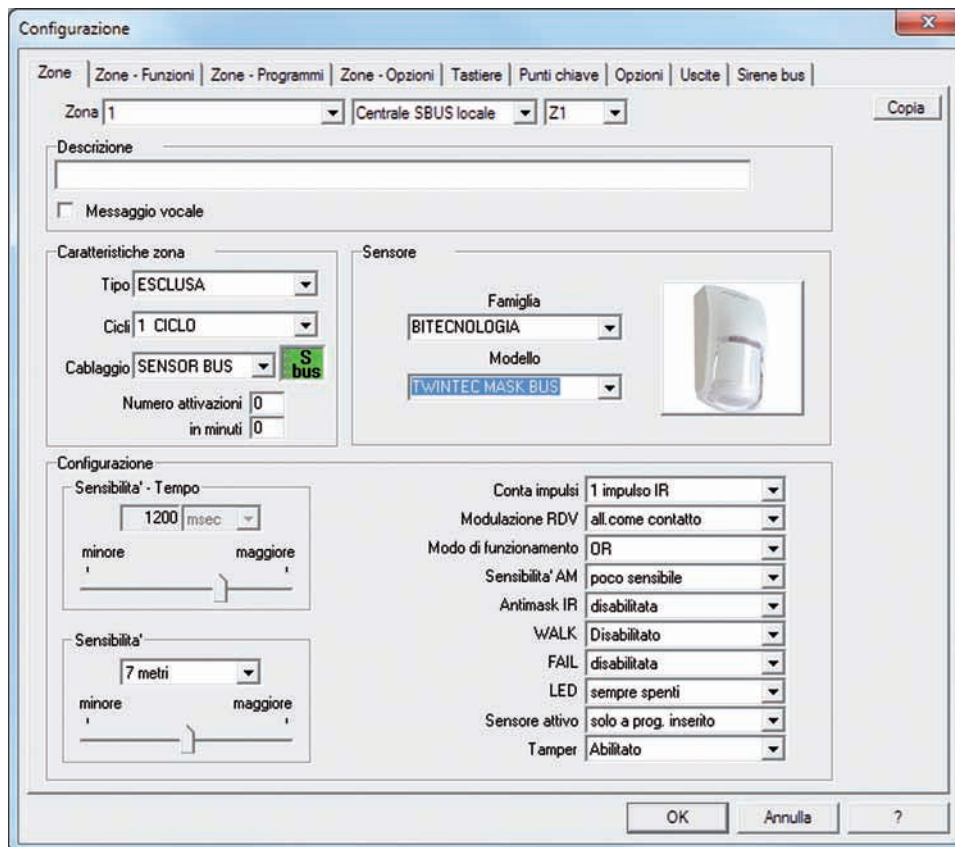 Configurazione
Zone Zone - Funzioni Zone - Programmi Zone - Opzioni Tastiere Punti chiave Opzioni Uscite Sirene bus
Zona 1 Centrale SBUS locale Z1 Copia
Descrizione
Messaggio vocale
Caratteristiche zona
Tipo ESCLUSA
Cicli 1 CICLO
Cablaggio SENSOR BUS S bus
Numero attivazioni 0
in minuti 0
Sensore
Famiglia
BITECNOLOGIA
Modello
TWINTEC MASK BUS
Configurazione
Sensibilita' - Tempo
1200 msec
minore maggiore
Sensibilita'
7 metri
minore maggiore
Conta impulsi 1 impulso IR
Modulazione RDV all.come contatto
Modo di funzionamento OR
Sensibilita' AM poco sensibile
Antimask IR disabilitata
WALK Disabilitato
FAIL disabilitata
LED sempre spenti
Sensore attivo solo a prog. inserito
Tamper Abilitato
OK Annulla ?